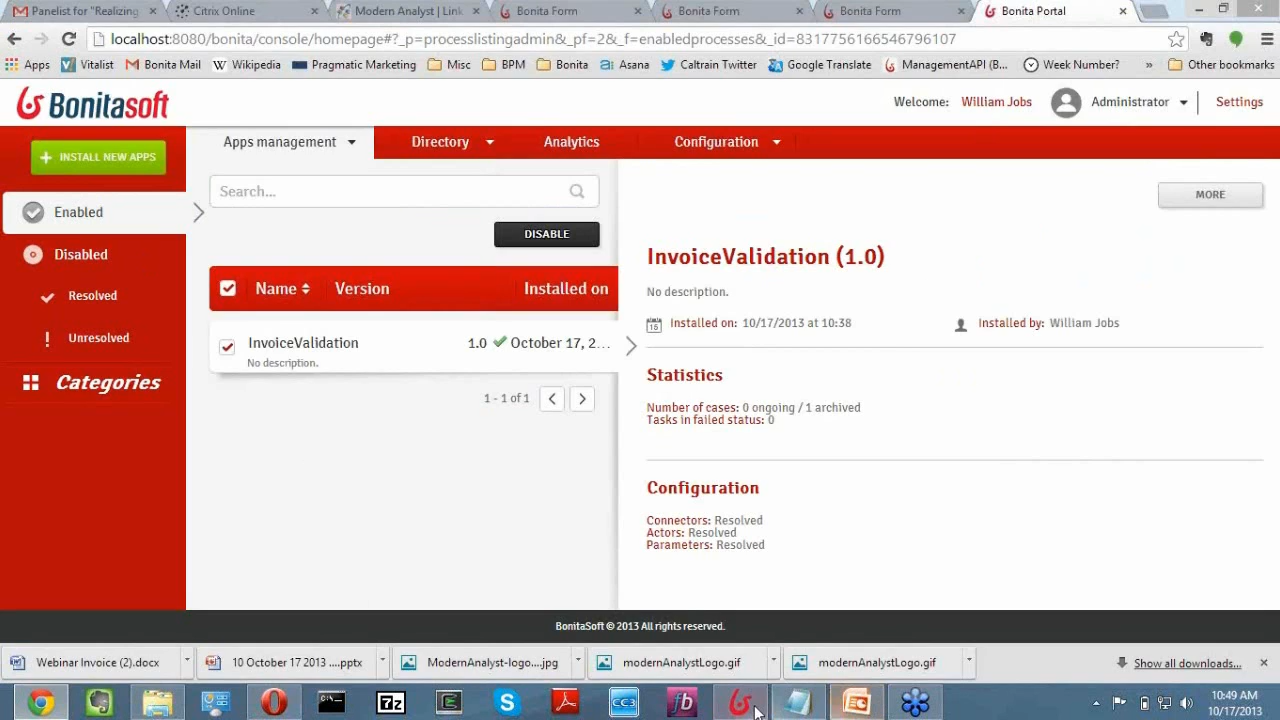 Panelist for "Realizing
Citrix Online
Modern Analyst | Link
Bonita Form
Bonita Form
Bonita Form
Bonita Portal
localhost:8080/bonita/console/homepage#?_p=processlistingadmin&_pf=2&_f=enabledprocesses&_id=8317756166546796107
Apps
Vitalist
Bonita Mail
Wikipedia
Pragmatic Marketing
Misc
BPM
Bonita
Asana
Caltrain Twitter
Google Translate
ManagementAPI (B...
Week Number?
»
Other bookmarks
Bonitasoft
Welcome: William Jobs
Administrator
Settings
INSTALL NEW APPS
Apps management
Directory
Analytics
Configuration
Enabled
Disabled
Resolved
Unresolved
Categories
Search...
DISABLE
Name
Version
Installed on
InvoiceValidation
1.0
October 17, 2...
No description.
1 - 1 of 1
MORE
InvoiceValidation (1.0)
No description.
Installed on: 10/17/2013 at 10:38
Installed by: William Jobs
Statistics
Number of cases: 0 ongoing / 1 archived
Tasks in failed status: 0
Configuration
Connectors: Resolved
Actors: Resolved
Parameters: Resolved
BonitaSoft © 2013 All rights reserved.
Webinar Invoice (2).docx
10 October 17 2013 ....pptx
ModernAnalyst-logo....jpg
modernAnalystLogo.gif
modernAnalystLogo.gif
Show all downloads...
7z
CC3
fb
10:49 AM
10/17/2013